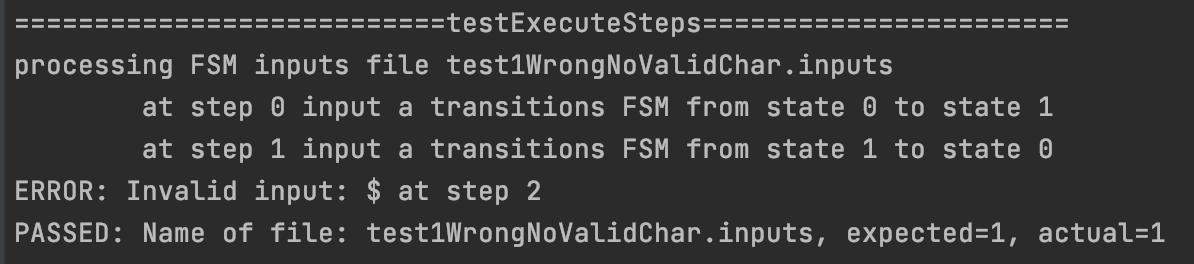 ===========================testExecuteSteps=======================
processing FSM inputs file test1WrongNoValidChar.inputs
        at step 0 input a transitions FSM from state 0 to state 1
        at step 1 input a transitions FSM from state 1 to state 0
ERROR: Invalid input: $ at step 2
PASSED: Name of file: test1WrongNoValidChar.inputs, expected=1, actual=1